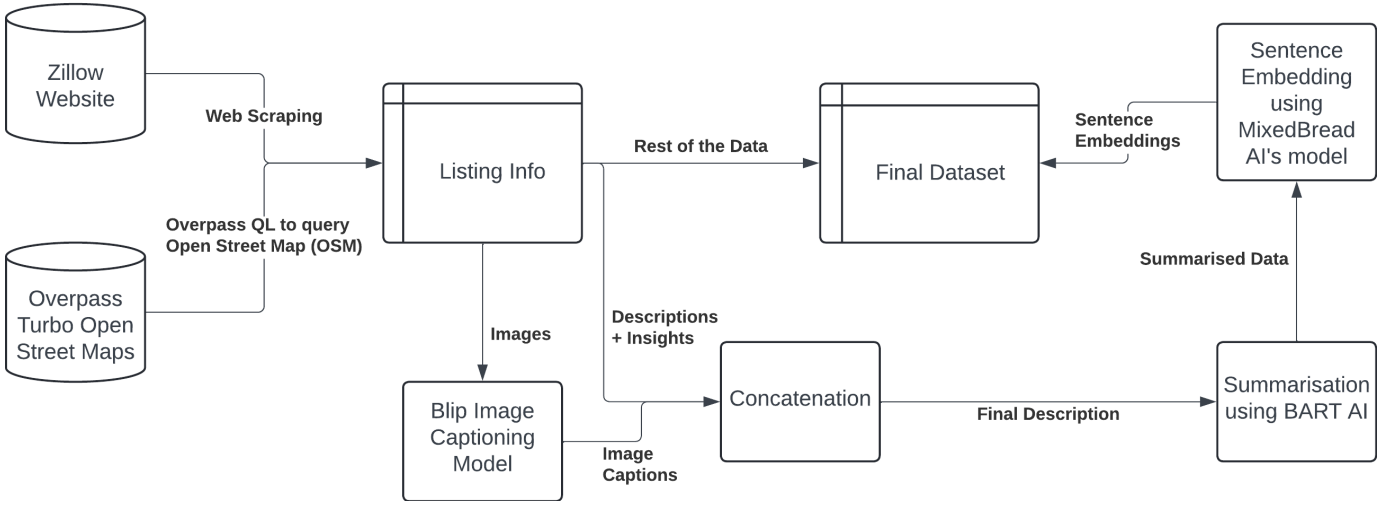 Zillow
Website
Web Scraping
Overpass QL to query
Open Street Map (OSM)
Overpass
Turbo Open
Street Maps
Listing Info
Rest of the Data
Final Dataset
Sentence
Embeddings
Sentence
Embedding
using
MixedBread
AI's model
Summarised Data
Images
Descriptions
+ Insights
Blip Image
Captioning
Model
Image
Captions
Concatenation
Final Description
Summarisation
using BART AI